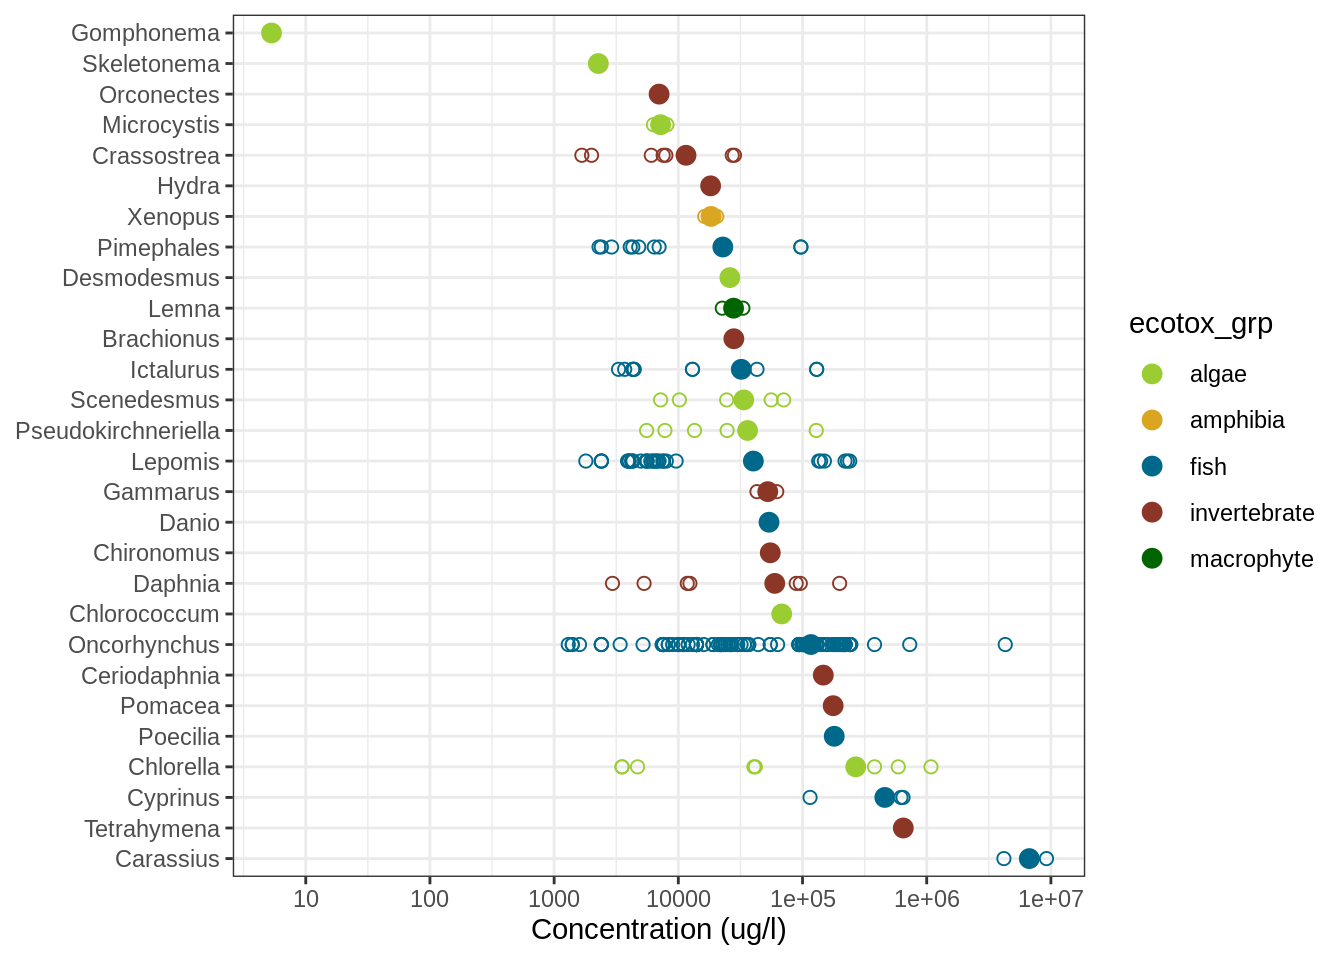 Gomphonema
Skeletonema
Orconectes
Microcystis
Crassostrea
Hydra
Xenopus
Pimephales
Desmodesmus
Lemna
Brachionus
Ictalurus
Scenedesmus
Pseudokirchneriella
Lepomis
Gammarus
Danio
Chironomus
Daphnia
Chlorococcum
Oncorhynchus
Ceriodaphnia
Pomacea
Poecilia
Chlorella
Cyprinus
Tetrahymena
Carassius
10 100 1000 10000 1e+05 1e+06 1e+07
Concentration (ug/l)
ecotox_grp
algae
amphibia
fish
invertebrate
macrophyte